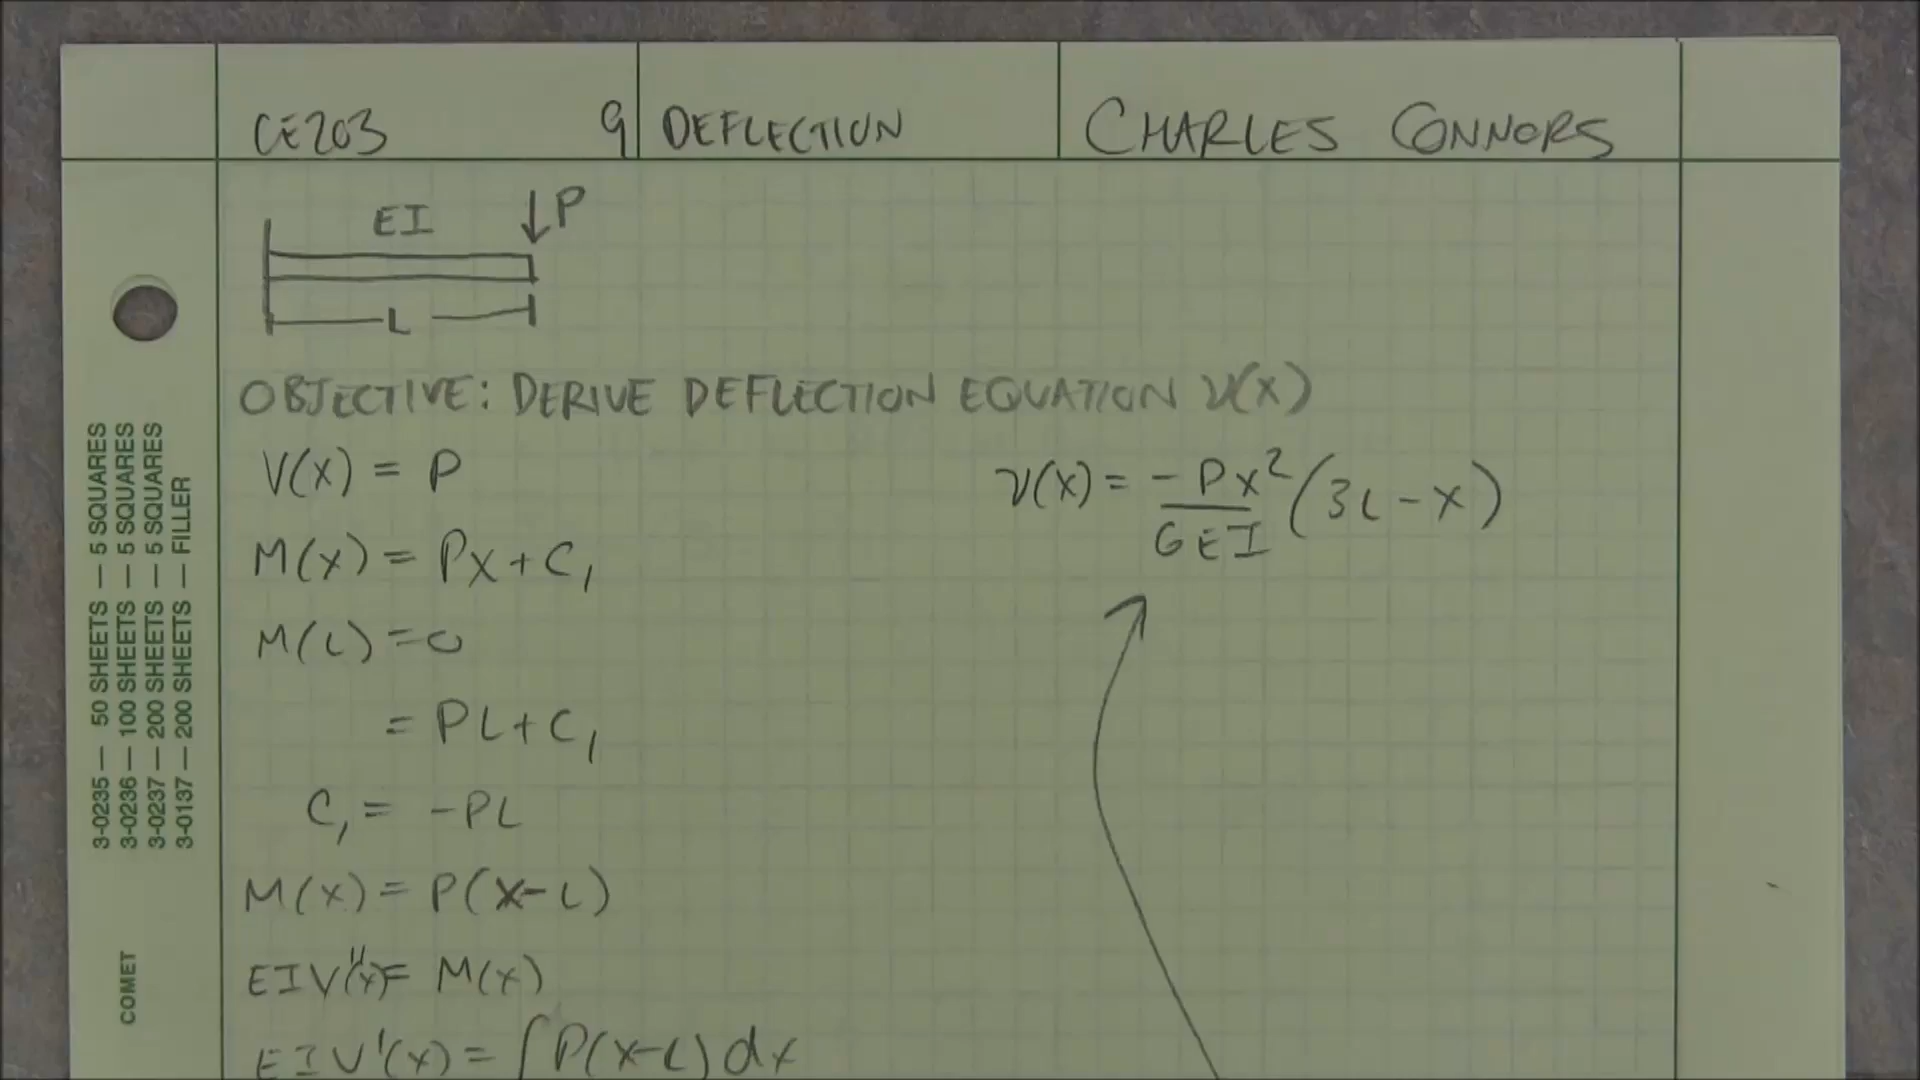 CE203 9 DEFLECTION CHARLES CONNORS
EI ↓P
L
OBJECTIVE: DERIVE DEFLECTION EQUATION v(x)
V(x) = P
M(x) = Px + C₁
M(L) = 0
= PL + C₁
C₁ = -PL
M(x) = P(x-L)
EIV"(x) = M(x)
EIV'(x) = ∫P(x-L)dx
v(x) = -Px²/6EI (3L-x)
3-0235 — 50 SHEETS — 5 SQUARES
3-0236 — 100 SHEETS — 5 SQUARES
3-0237 — 200 SHEETS — 5 SQUARES
3-0137 — 200 SHEETS — FILLER
COMET